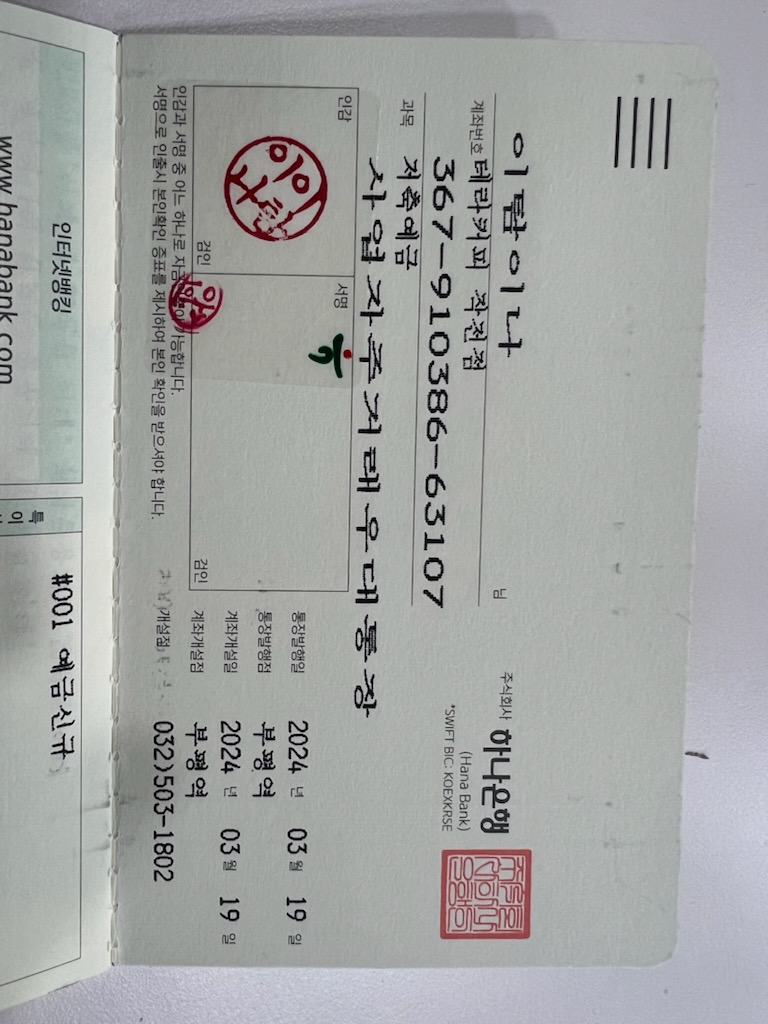 이탐이나 님
테라커피 작전점
계좌번호 367-910386-63107
과목 저축예금
사업자주거래우대통장
주식회사 하나은행
(Hana Bank)
*SWIFT BIC: KOEXKRSE
인감
검인
서명
검인
통장발행일 2024 년 03 월 19 일
통장발행점 부평역
계좌개설일 2024 년 03 월 19 일
계좌개설점 부평역
개설점 032)503-1802
인감과 서명 중 어느 하나로 지급 가능합니다.
서명으로 인출시 본인확인 증표를 제시하여 본인 확인을 받으셔야 합니다.
인터넷뱅킹
www.hanabank.com
#001 예금신규